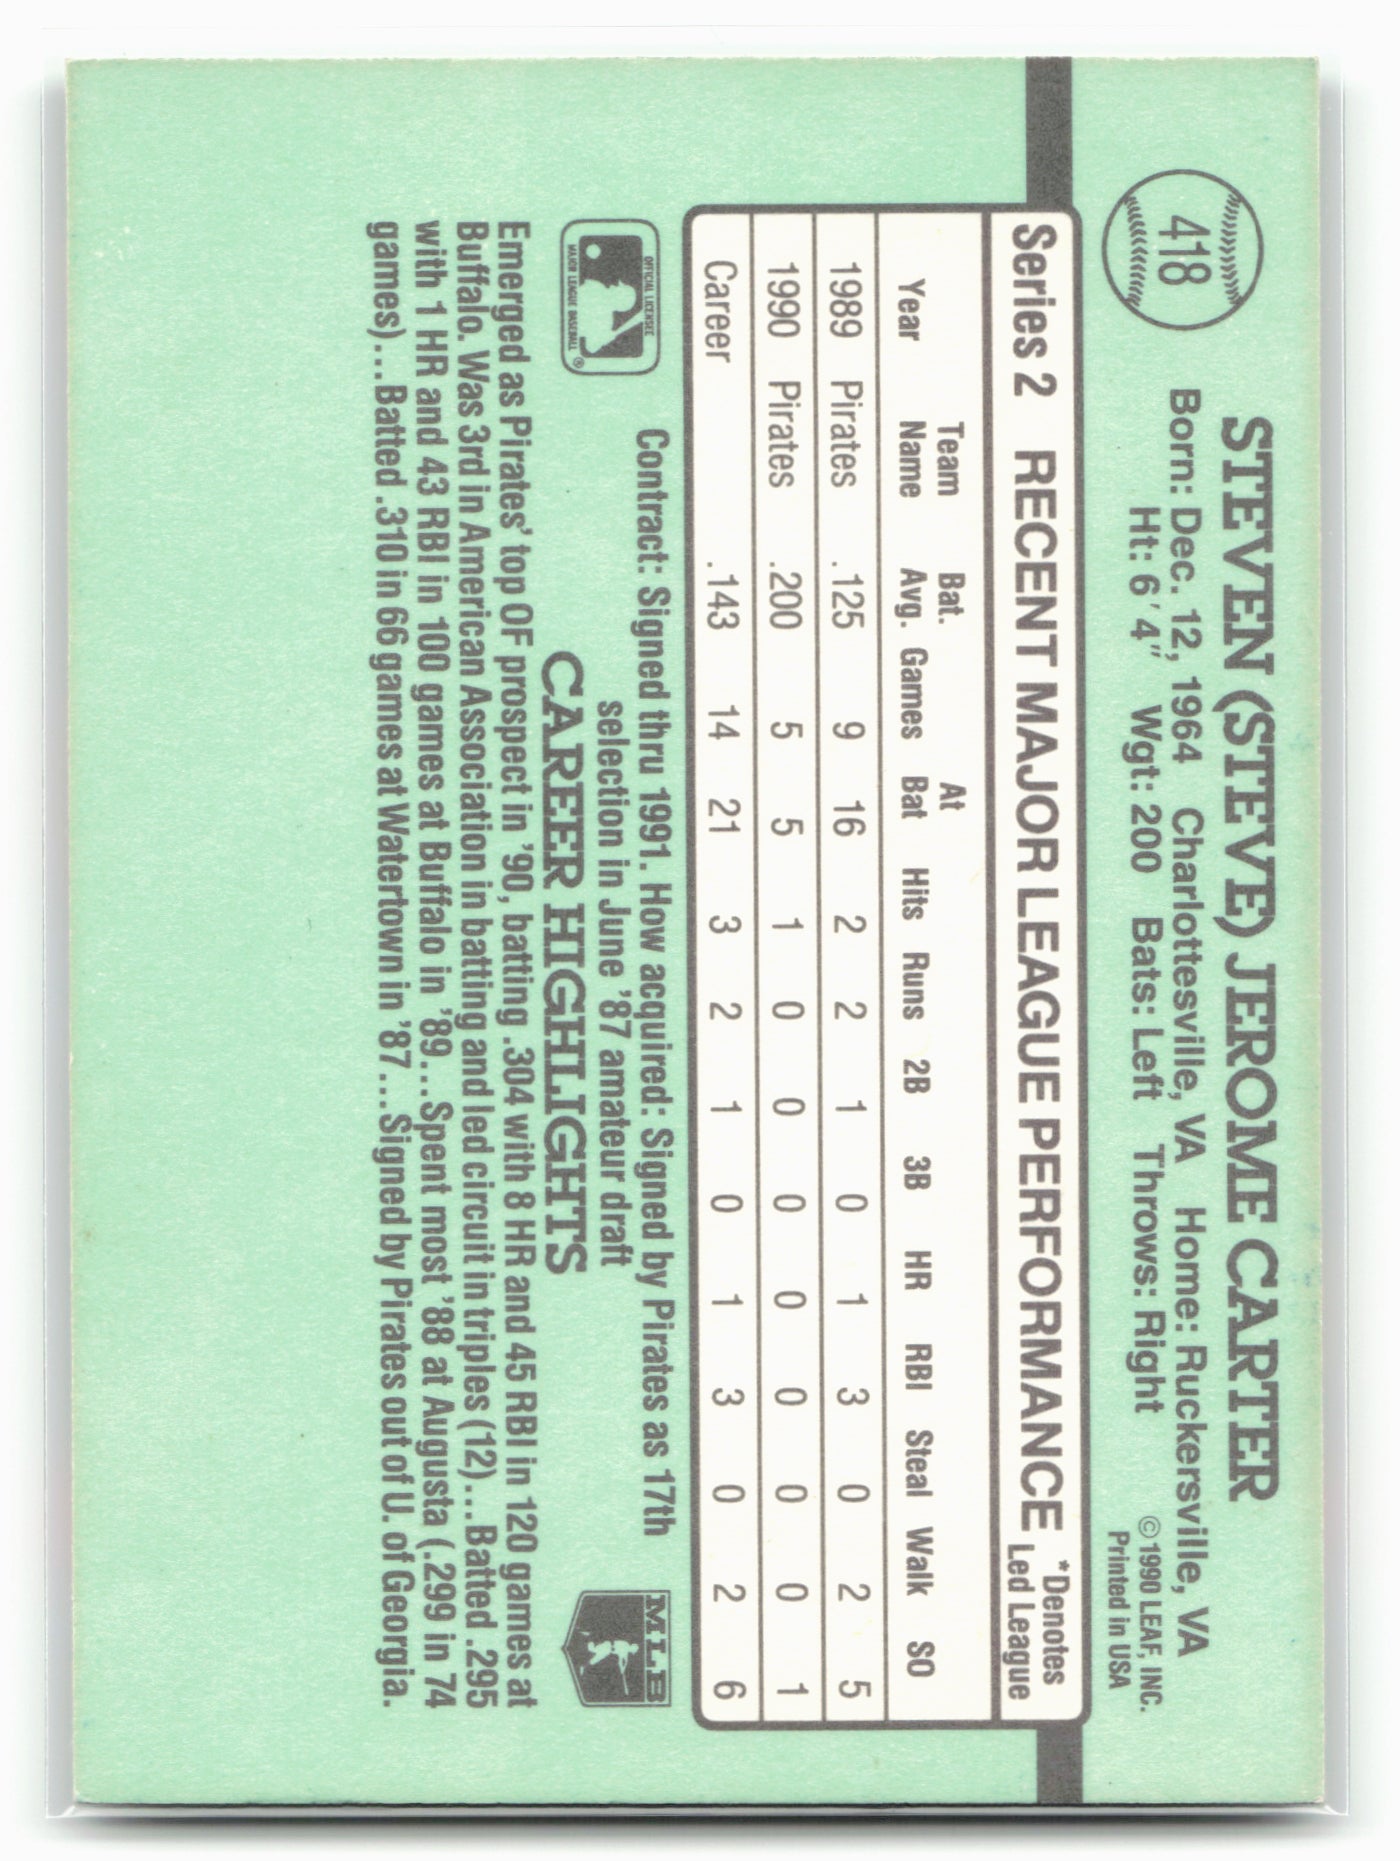 418
STEVEN (STEVE) JEROME CARTER
Born: Dec. 12, 1964 Charlottesville, VA Home: Ruckersville, VA
Ht: 6′ 4″ Wgt: 200 Bats: Left Throws: Right
©1990 LEAF, INC.
Printed in USA
Series 2 RECENT MAJOR LEAGUE PERFORMANCE *Denotes
Led League
Team Bat. At
Year Name Avg. Games Bat Hits Runs 2B 3B HR RBI Steal Walk SO
1989 Pirates .125 9 16 2 2 1 0 1 3 0 2 5
1990 Pirates .200 5 5 1 0 0 0 0 0 0 0 1
Career .143 14 21 3 2 1 0 1 3 0 2 6
OFFICIAL LICENSEE
MAJOR LEAGUE BASEBALL ®
Contract: Signed thru 1991. How acquired: Signed by Pirates as 17th
selection in June '87 amateur draft
MLB
CAREER HIGHLIGHTS
Emerged as Pirates' top OF prospect in '90, batting .304 with 8 HR and 45 RBI in 120 games at
Buffalo. Was 3rd in American Association in batting and led circuit in triples (12)...Batted .295
with 1 HR and 43 RBI in 100 games at Buffalo in '89...Spent most '88 at Augusta (.299 in 74
games)...Batted .310 in 66 games at Watertown in '87...Signed by Pirates out of U. of Georgia.